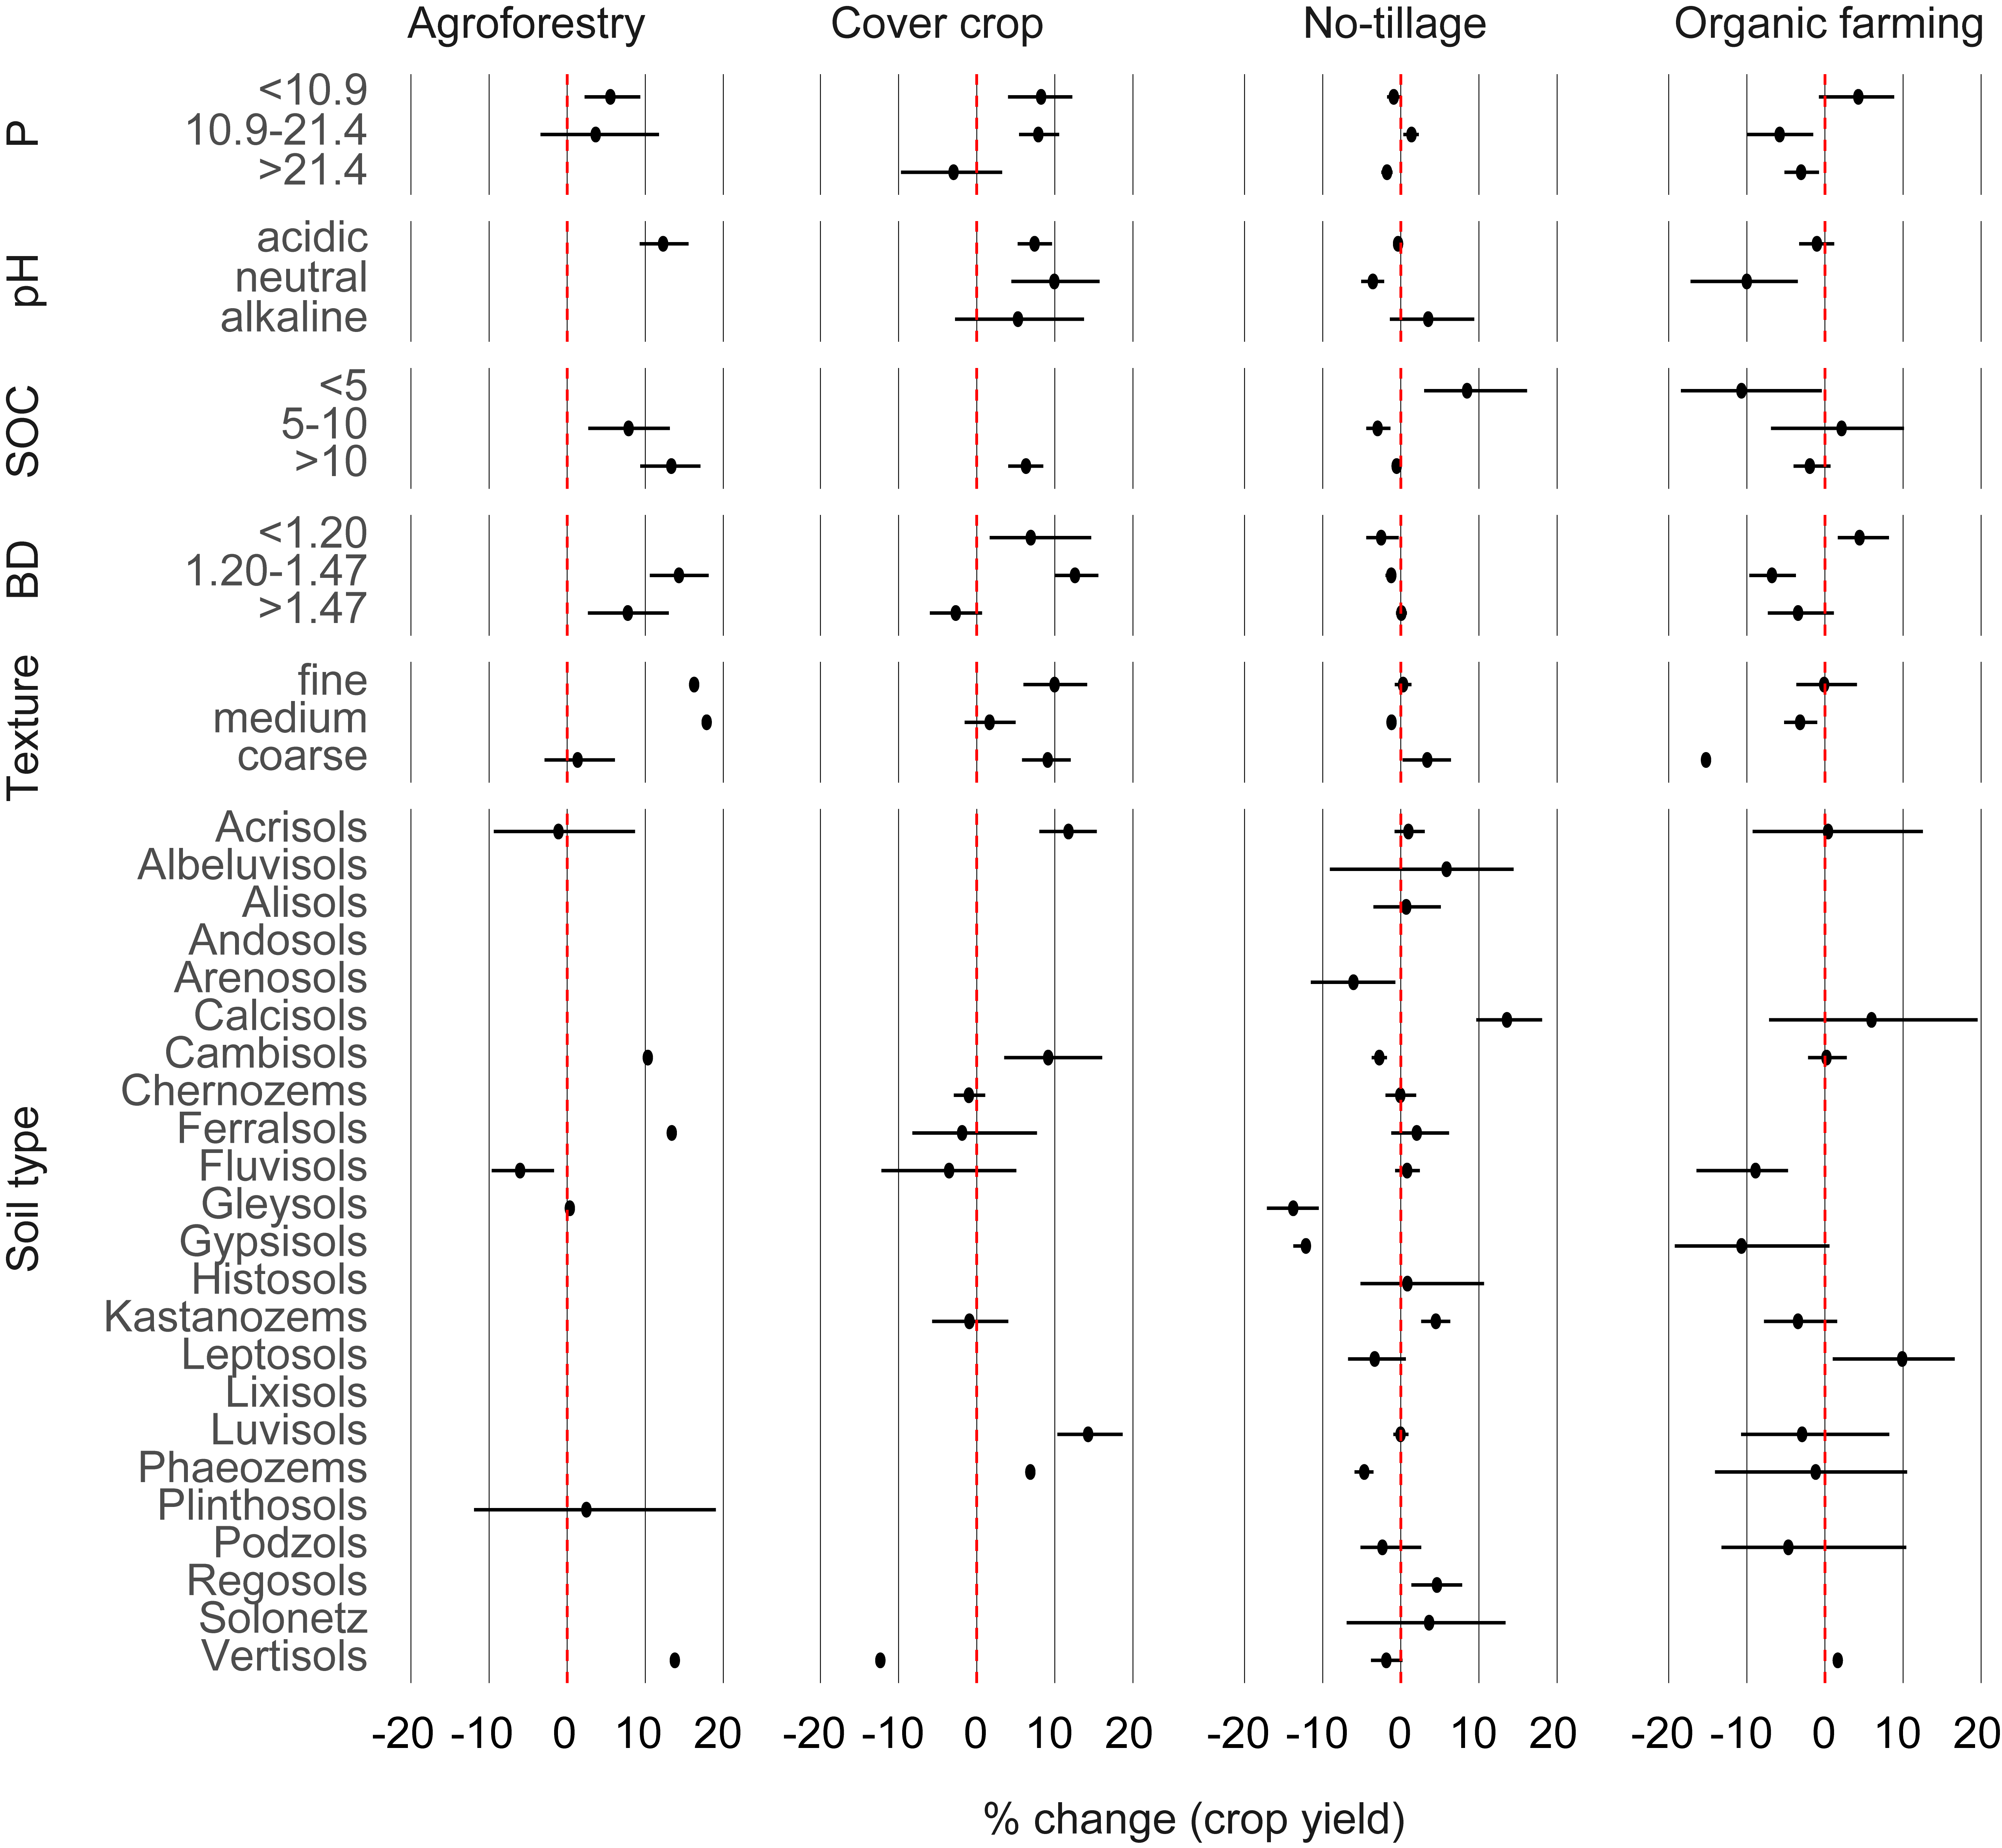 Agroforestry Cover crop No-tillage Organic farming
P
<10.9
10.9-21.4
>21.4
pH
acidic
neutral
alkaline
SOC
<5
5-10
>10
BD
<1.20
1.20-1.47
>1.47
Texture
fine
medium
coarse
Soil type
Acrisols
Albeluvisols
Alisols
Andosols
Arenosols
Calcisols
Cambisols
Chernozems
Ferralsols
Fluvisols
Gleysols
Gypsisols
Histosols
Kastanozems
Leptosols
Lixisols
Luvisols
Phaeozems
Plinthosols
Podzols
Regosols
Solonetz
Vertisols
-20 -10 0 10 20 -20 -10 0 10 20 -20 -10 0 10 20 -20 -10 0 10 20
% change (crop yield)